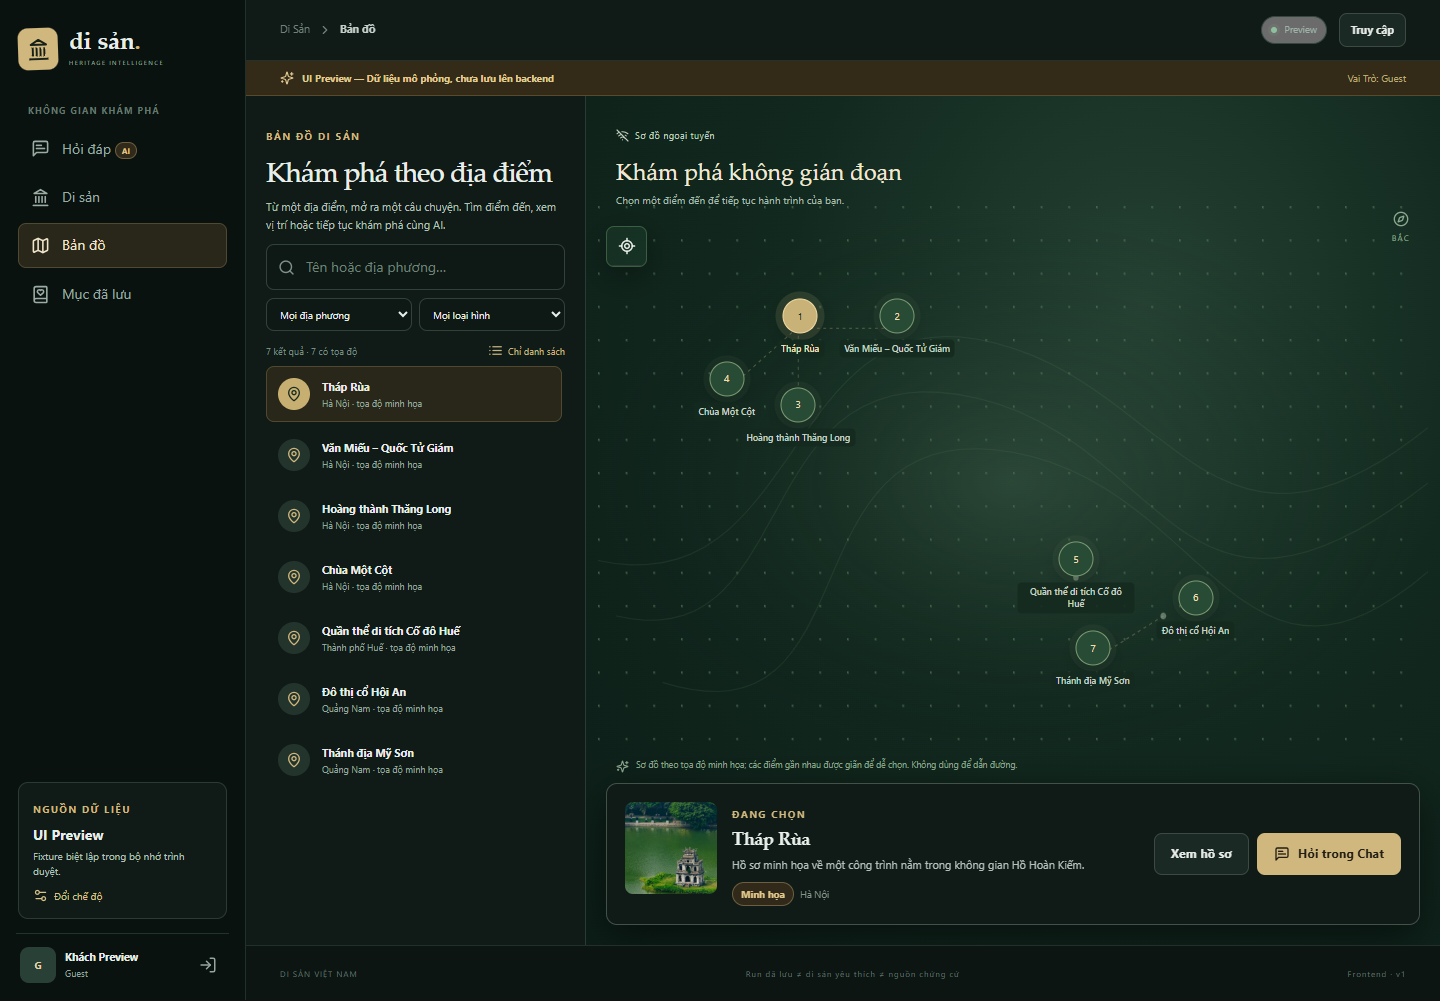 di sản.
HERITAGE INTELLIGENCE
KHÔNG GIAN KHÁM PHÁ
Hỏi đáp AI
Di sản
Bản đồ
Mục đã lưu
NGUỒN DỮ LIỆU
UI Preview
Fixture biệt lập trong bộ nhớ trình
duyệt.
Đổi chế độ
G
Khách Preview
Guest
Di Sản > Bản đồ
Preview
Truy cập
UI Preview — Dữ liệu mô phỏng, chưa lưu lên backend
Vai Trò: Guest
BẢN ĐỒ DI SẢN
Khám phá theo địa điểm
Từ một địa điểm, mở ra một câu chuyện. Tìm điểm đến, xem
vị trí hoặc tiếp tục khám phá cùng AI.
Tên hoặc địa phương...
Mọi địa phương
Mọi loại hình
7 kết quả · 7 có tọa độ
Chỉ danh sách
Tháp Rùa
Hà Nội · tọa độ minh họa
Văn Miếu – Quốc Tử Giám
Hà Nội · tọa độ minh họa
Hoàng thành Thăng Long
Hà Nội · tọa độ minh họa
Chùa Một Cột
Hà Nội · tọa độ minh họa
Quần thể di tích Cố đô Huế
Thành phố Huế · tọa độ minh họa
Đô thị cổ Hội An
Quảng Nam · tọa độ minh họa
Thánh địa Mỹ Sơn
Quảng Nam · tọa độ minh họa
Sơ đồ ngoại tuyến
Khám phá không gián đoạn
Chọn một điểm đến để tiếp tục hành trình của bạn.
BẮC
1
Tháp Rùa
2
Văn Miếu – Quốc Tử Giám
4
Chùa Một Cột
3
Hoàng thành Thăng Long
5
Quần thể di tích Cố đô
Huế
6
Đô thị cổ Hội An
7
Thánh địa Mỹ Sơn
Sơ đồ theo tọa độ minh họa; các điểm gần nhau được giãn để dễ chọn. Không dùng để dẫn đường.
ĐANG CHỌN
Tháp Rùa
Hồ sơ minh họa về một công trình nằm trong không gian Hồ Hoàn Kiếm.
Minh họa
Hà Nội
Xem hồ sơ
Hỏi trong Chat
DI SẢN VIỆT NAM
Run đã lưu ≠ di sản yêu thích ≠ nguồn chứng cứ
Frontend · v1